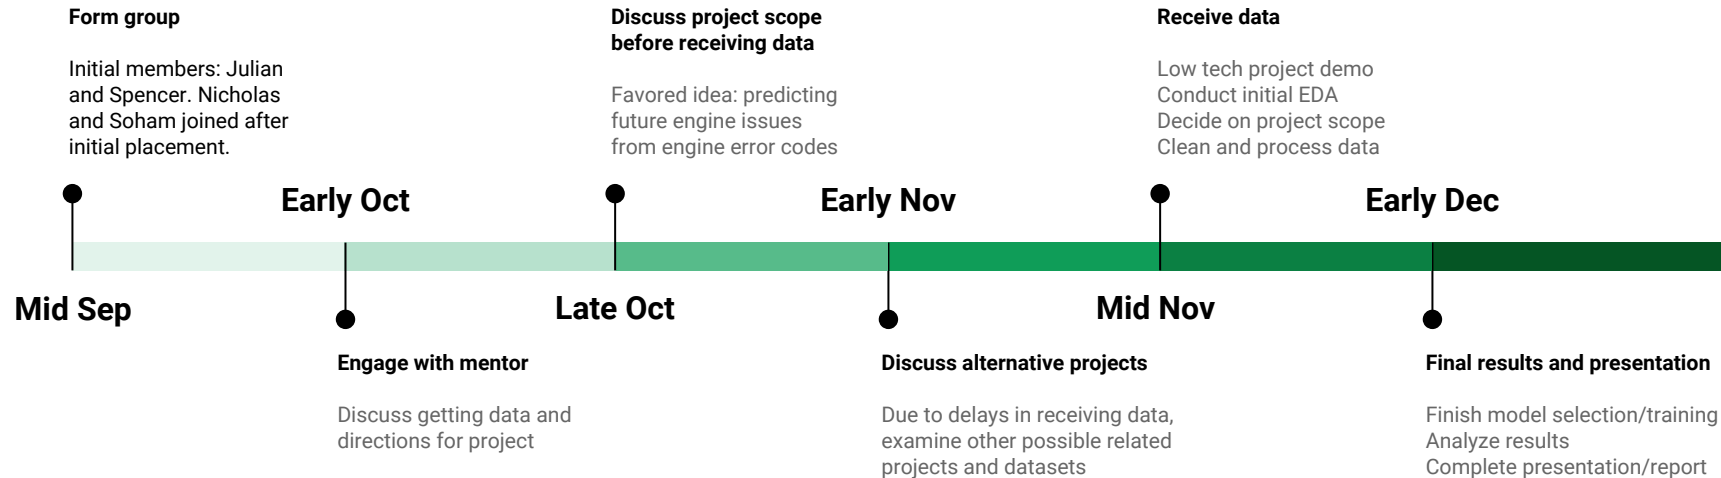 Form group
Initial members: Julian
and Spencer. Nicholas
and Soham joined after
initial placement.
Discuss project scope
before receiving data
Favored idea: predicting
future engine issues
from engine error codes
Receive data
Low tech project demo
Conduct initial EDA
Decide on project scope
Clean and process data
Early Oct
Early Nov
Early Dec
Mid Sep
Late Oct
Mid Nov
Engage with mentor
Discuss getting data and
directions for project
Discuss alternative projects
Due to delays in receiving data,
examine other possible related
projects and datasets
Final results and presentation
Finish model selection/training
Analyze results
Complete presentation/report